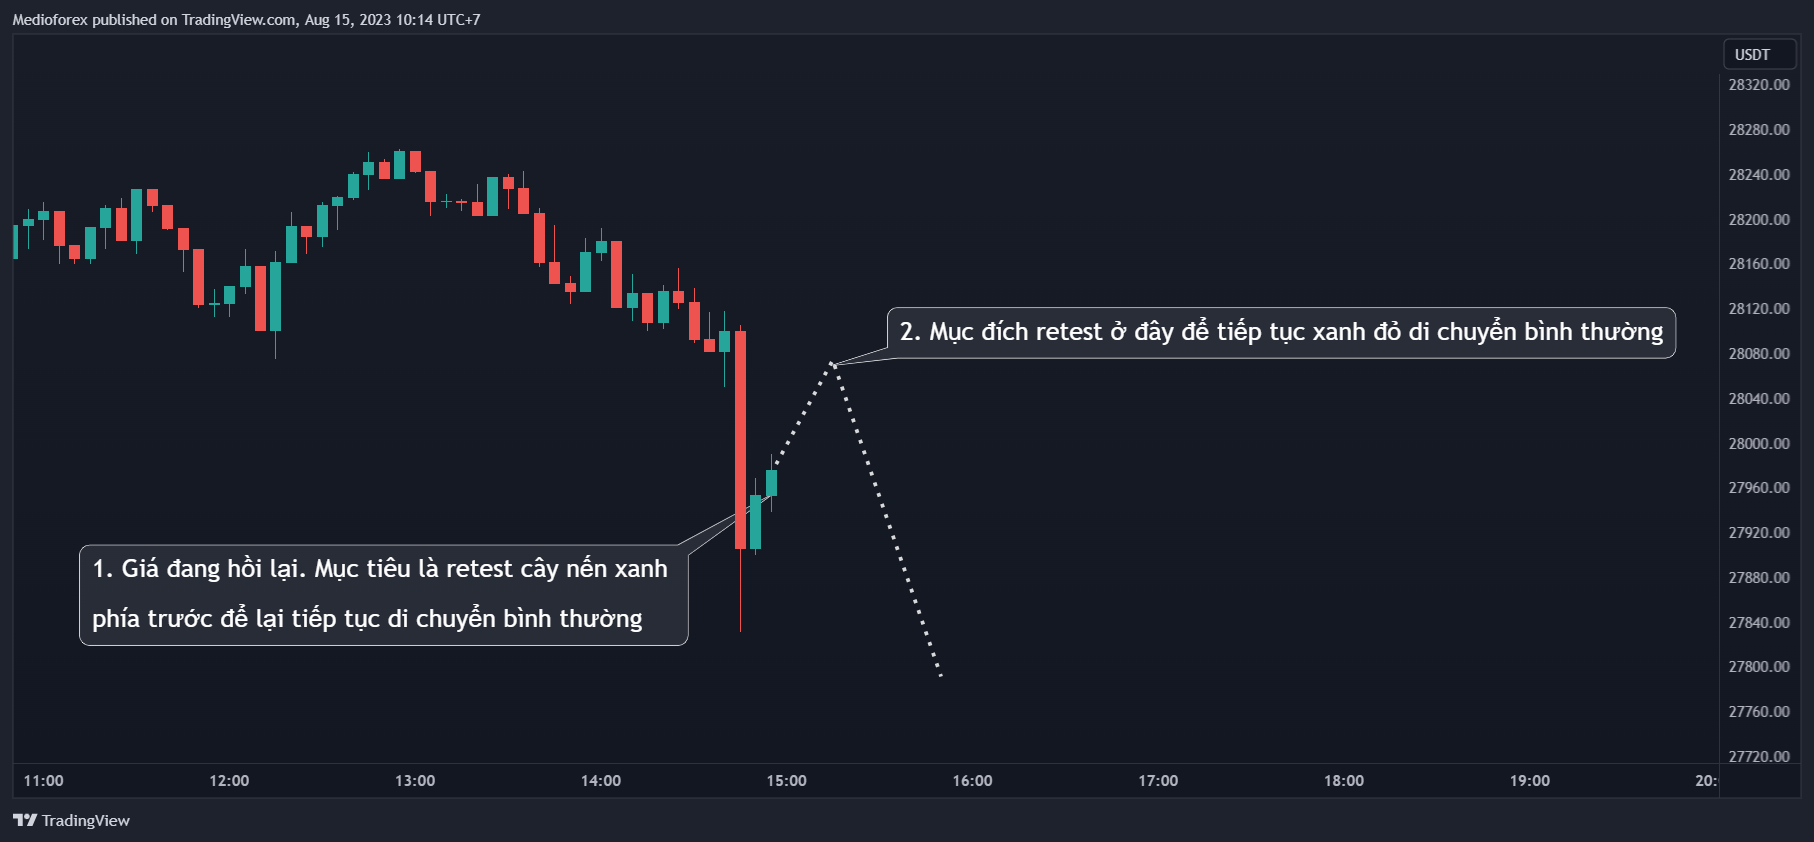 Medioforex published on TradingView.com, Aug 15, 2023 10:14 UTC+7
USDT
28320.00
28280.00
28240.00
28200.00
28160.00
28120.00
2. Mục đích retest ở đây để tiếp tục xanh đỏ di chuyển bình thường
28080.00
28040.00
28000.00
27960.00
27920.00
1. Giá đang hồi lại. Mục tiêu là retest cây nến xanh
phía trước để lại tiếp tục di chuyển bình thường
27880.00
27840.00
27800.00
27760.00
27720.00
11:00 12:00 13:00 14:00 15:00 16:00 17:00 18:00 19:00 20:
TradingView